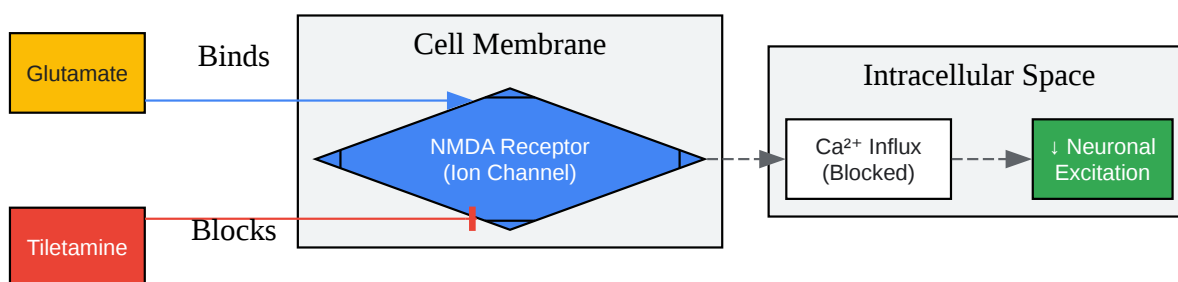 Glutamate
Binds
Cell Membrane
NMDA Receptor
(Ion Channel)
Intracellular Space
Ca²⁺ Influx
(Blocked)
↓ Neuronal
Excitation
Tiletamine
Blocks